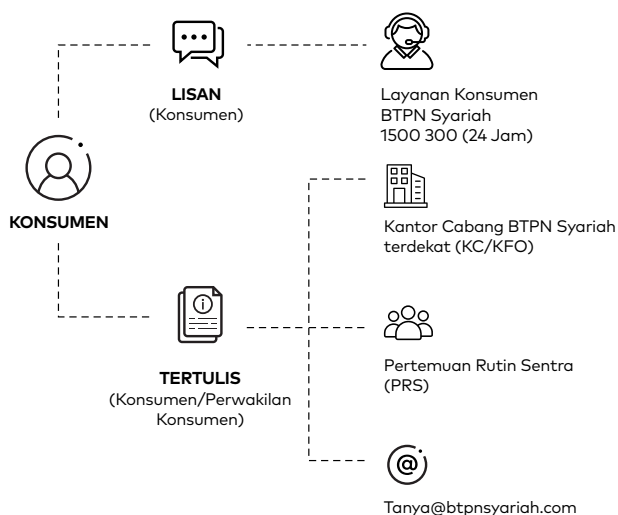 LISAN
(Konsumen)
Layanan Konsumen
BTPN Syariah
1500 300 (24 Jam)
KONSUMEN
Kantor Cabang BTPN Syariah
terdekat (KC/KFO)
TERTULIS
(Konsumen/Perwakilan
Konsumen)
Pertemuan Rutin Sentra
(PRS)
@
Tanya@btpnsyariah.com